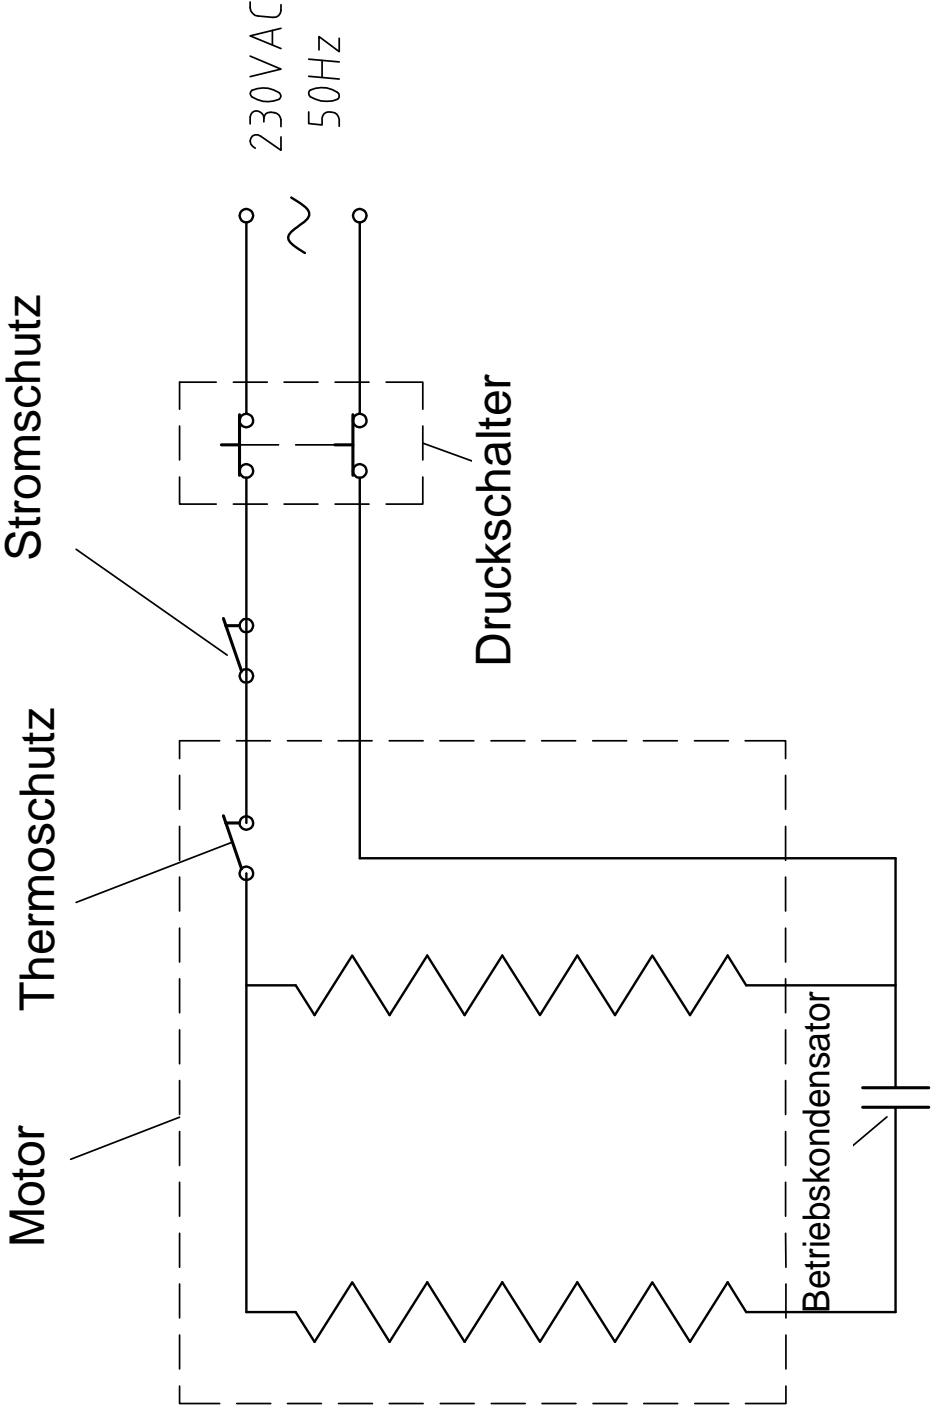 Motor
Thermoschutz
Stromschutz
230VAC
50Hz
Druckschalter
Betriebskondensator